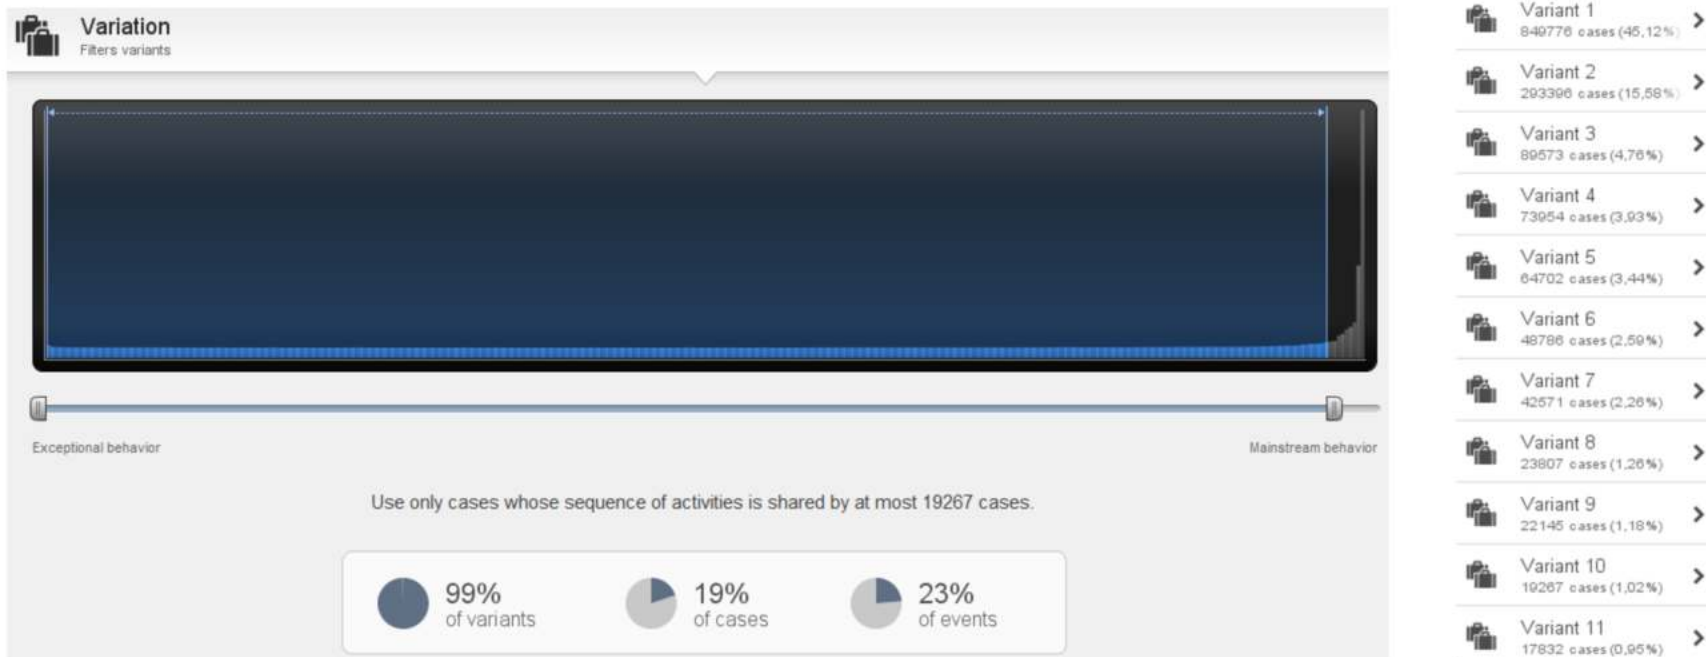 Variation
Filters variants
Exceptional behavior
Mainstream behavior
Use only cases whose sequence of activities is shared by at most 19267 cases.
99%
of variants
19%
of cases
23%
of events
Variant 1
849776 cases (45,12%)
Variant 2
293396 cases (15,58%)
Variant 3
89573 cases (4,76%)
Variant 4
73954 cases (3,93%)
Variant 5
64702 cases (3,44%)
Variant 6
48786 cases (2,59%)
Variant 7
42571 cases (2,26%)
Variant 8
23807 cases (1,26%)
Variant 9
22145 cases (1,18%)
Variant 10
19267 cases (1,02%)
Variant 11
17832 cases (0,95%)